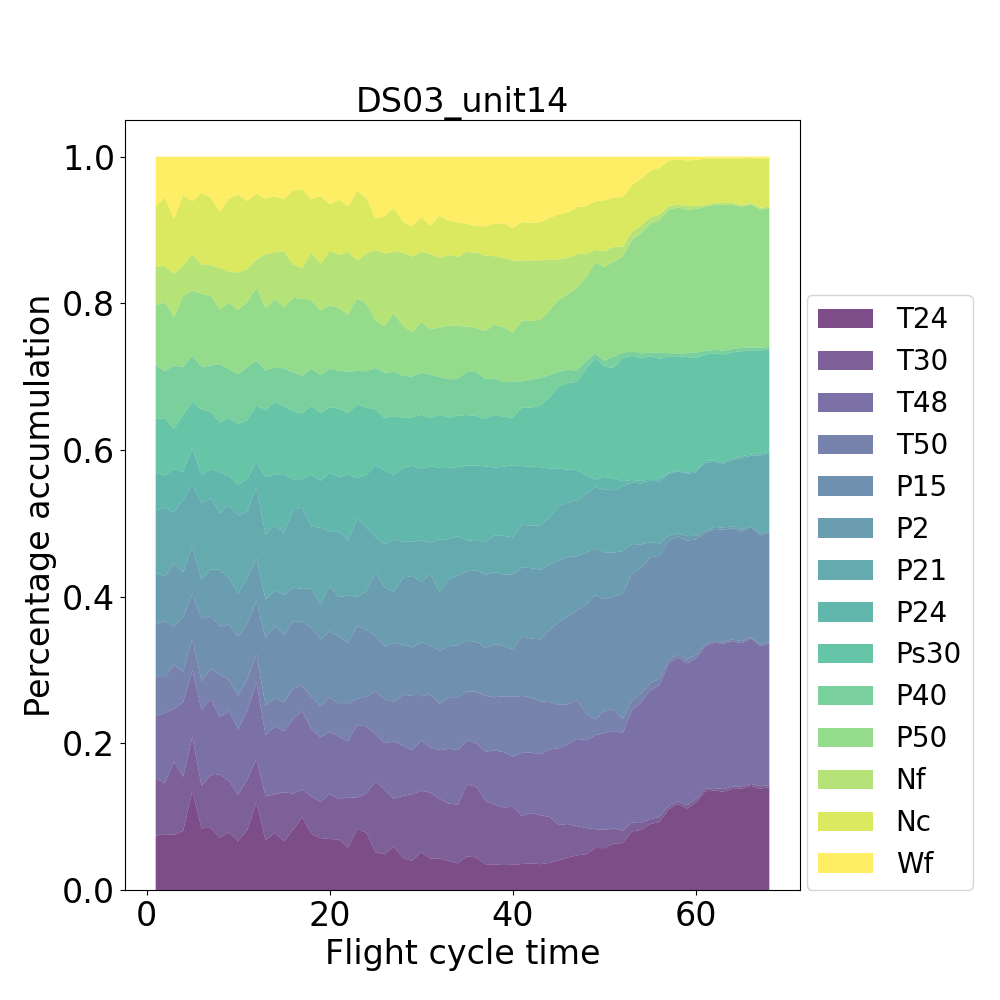 DS03_unit14
Percentage accumulation
1.0
0.8
0.6
0.4
0.2
0.0
0 20 40 60
Flight cycle time
T24
T30
T48
T50
P15
P2
P21
P24
Ps30
P40
P50
Nf
Nc
Wf